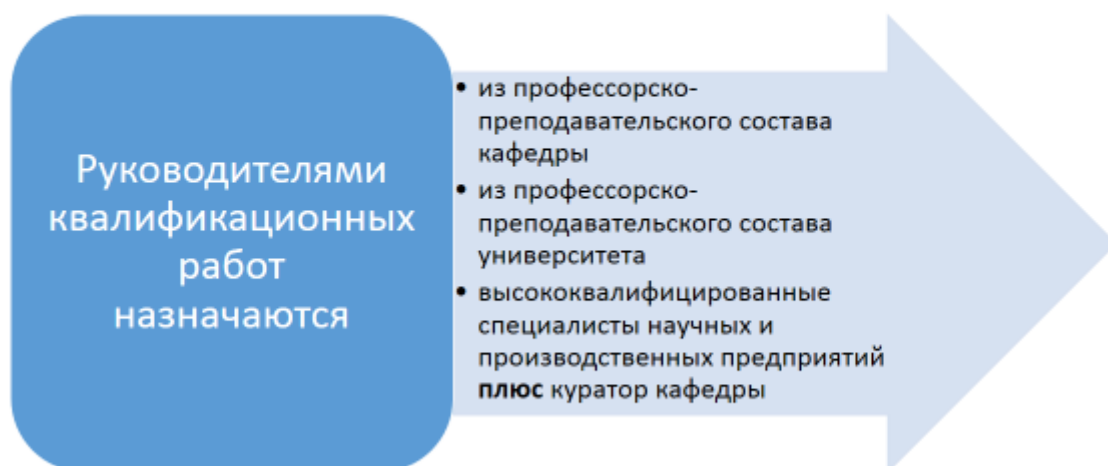 Руководителями
квалификационных
работ
назначаются
• из профессорско-
преподавательского состава
кафедры
• из профессорско-
преподавательского состава
университета
• высококвалифицированные
специалисты научных и
производственных предприятий
плюс куратор кафедры